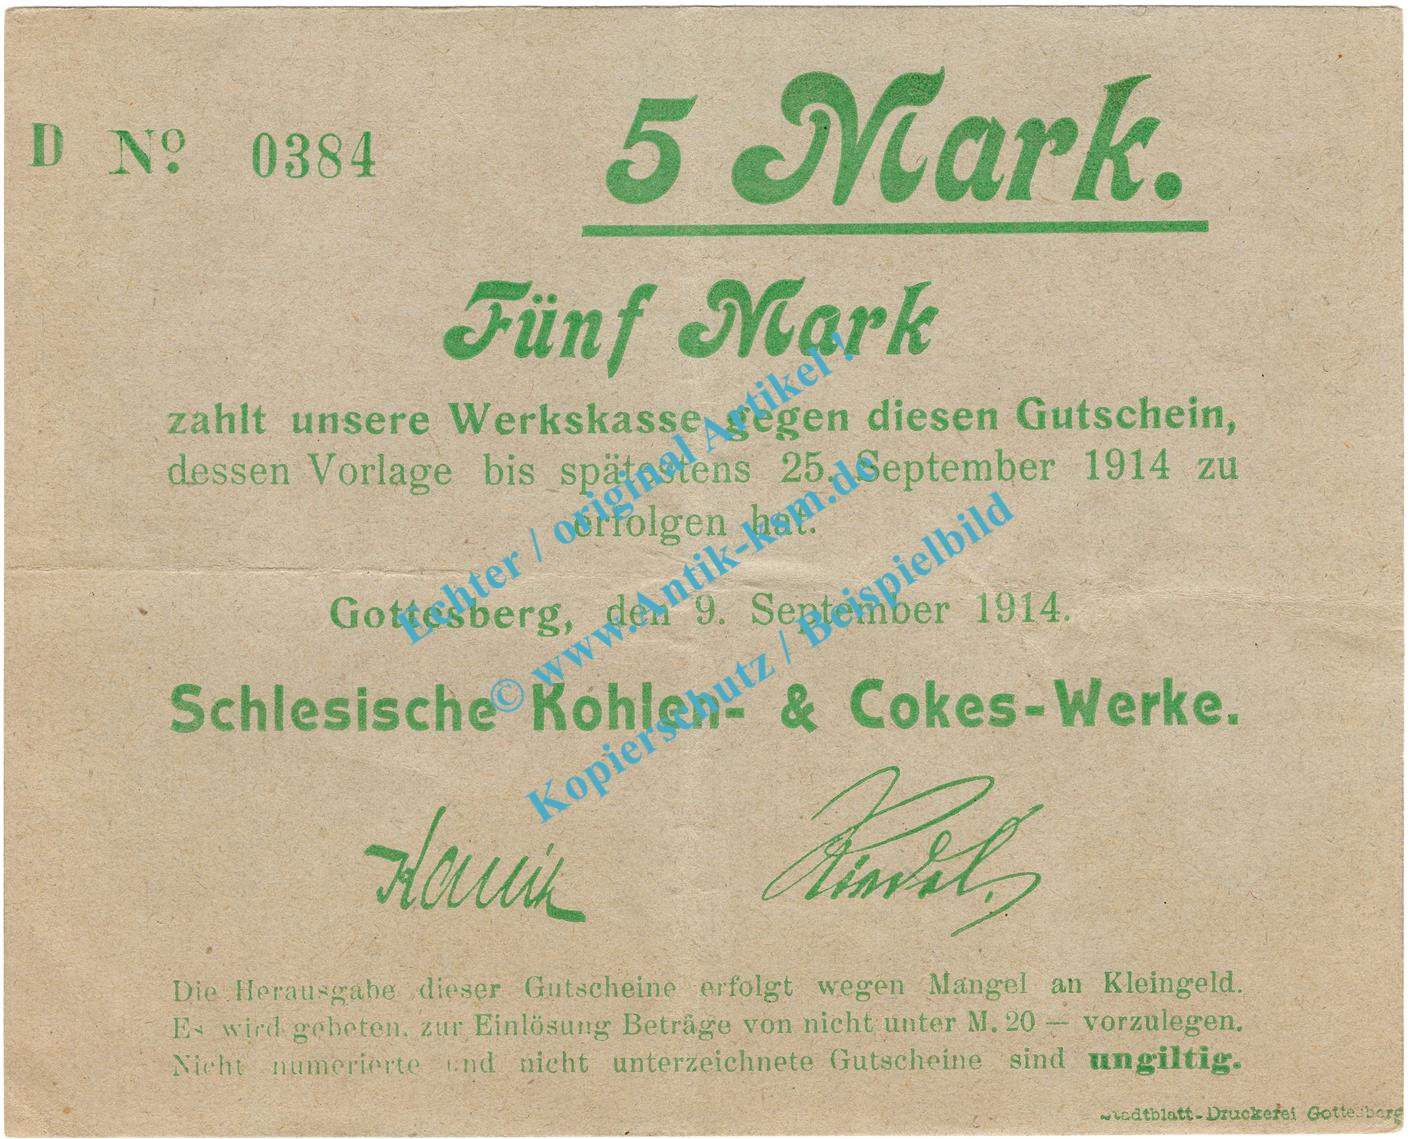 D No. 0384
5 Mark.
Fünf Mark
zahlt unsere Werkskasse gegen diesen Gutschein,
dessen Vorlage bis spätestens 25. September 1914 zu
erfolgen hat.
Gottesberg, den 9. September 1914.
Schlesische Kohlen- & Cokes-Werke.
Riedel.
Die Herausgabe dieser Gutscheine erfolgt wegen Mangel an Kleingeld.
Es wird gebeten, zur Einlösung Beträge von nicht unter M. 20 — vorzulegen.
Nicht numerierte und nicht unterzeichnete Gutscheine sind ungiltig.
Stadtblatt-Druckerei Gottesberg
Echter / original Artikel !
© www.Antik-ksm.de
Kopierschutz / Beispielbild